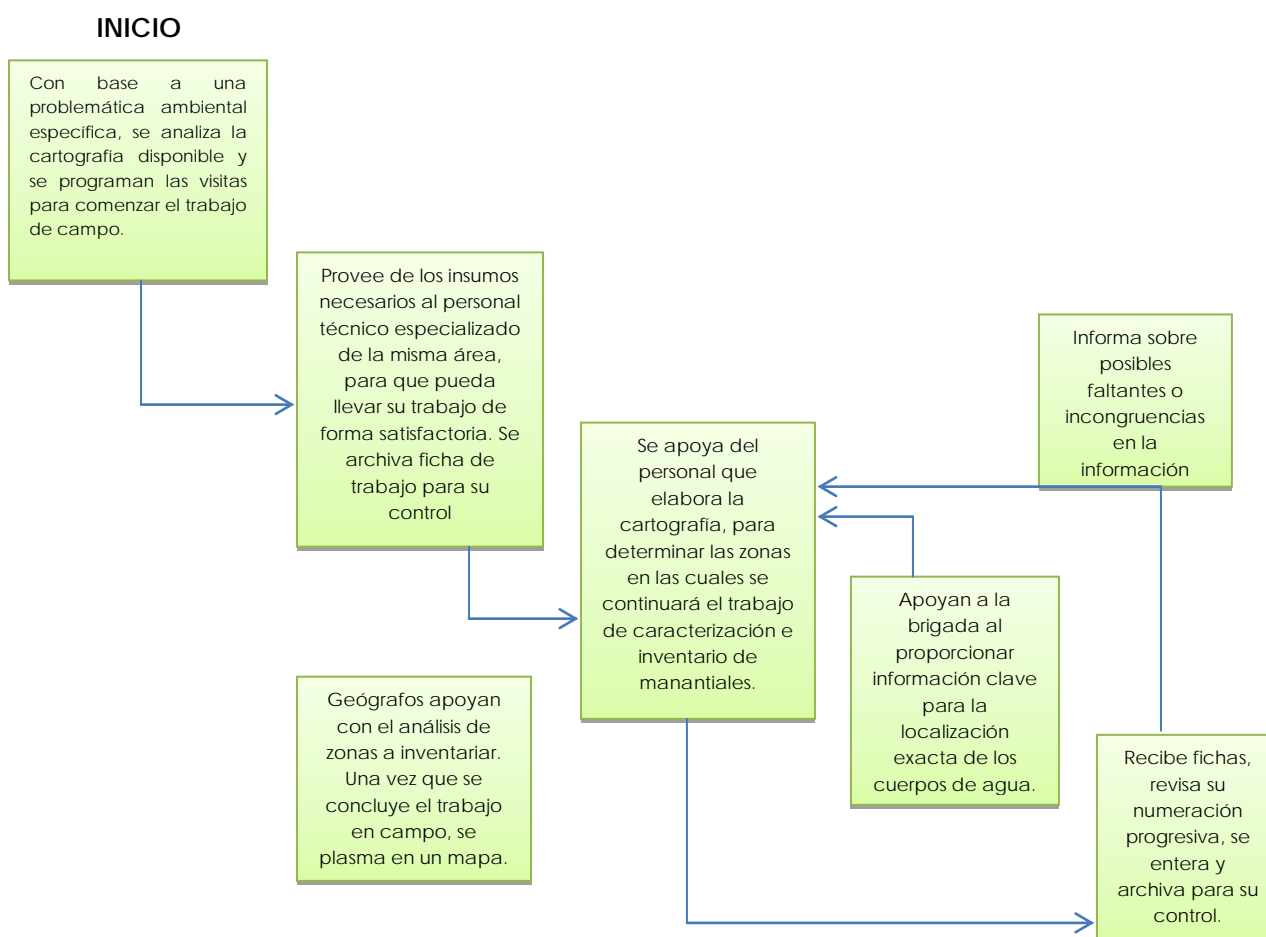 INICIO
Con base a una
problemática ambiental
específica, se analiza la
cartografía disponible y
se programan las visitas
para comenzar el trabajo
de campo.
Provee de los insumos
necesarios al personal
técnico especializado
de la misma área,
para que pueda
llevar su trabajo de
forma satisfactoria. Se
archiva ficha de
trabajo para su
control
Informa sobre
posibles
faltantes o
incongruencias
en la
información
Se apoya del
personal que
elabora la
cartografía, para
determinar las zonas
en las cuales se
continuará el trabajo
de caracterización e
inventario de
manantiales.
Apoyan a la
brigada al
proporcionar
información clave
para la
localización
exacta de los
cuerpos de agua.
Geógrafos apoyan
con el análisis de
zonas a inventariar.
Una vez que se
concluye el trabajo
en campo, se
plasma en un mapa.
Recibe fichas,
revisa su
numeración
progresiva, se
entera y
archiva para su
control.